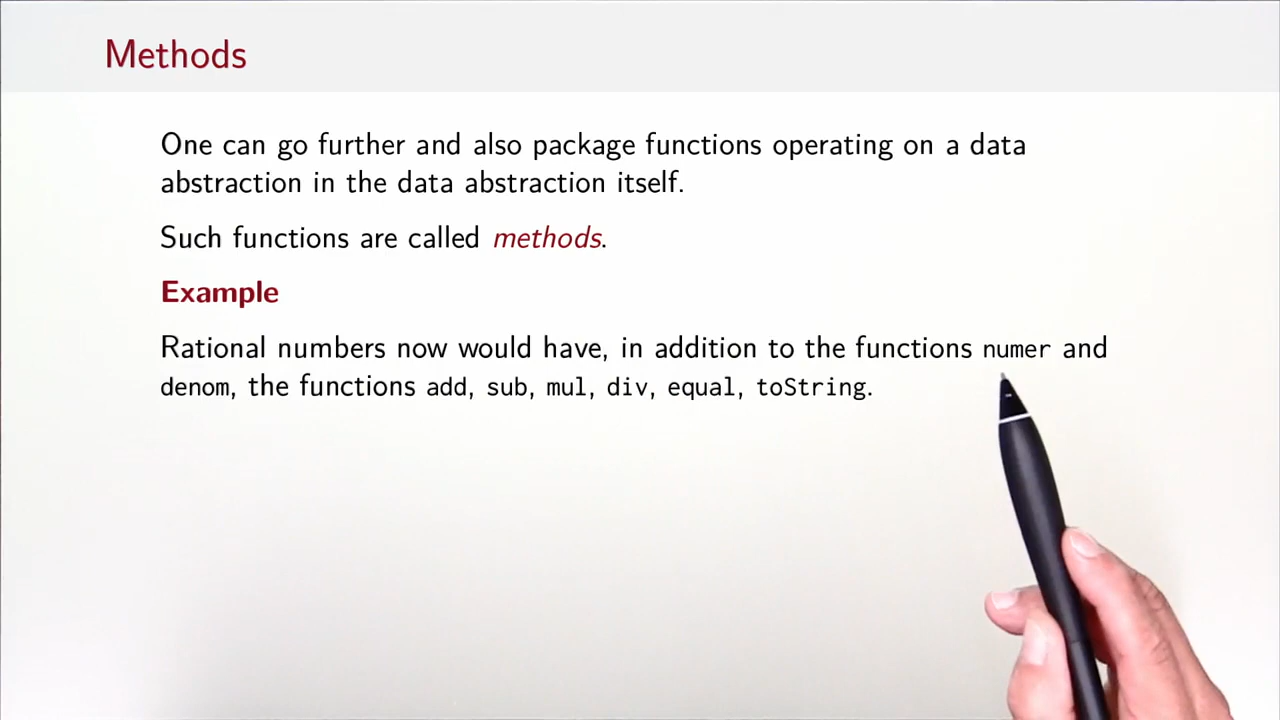 Methods
One can go further and also package functions operating on a data
abstraction in the data abstraction itself.
Such functions are called methods.
Example
Rational numbers now would have, in addition to the functions numer and
denom, the functions add, sub, mul, div, equal, toString.